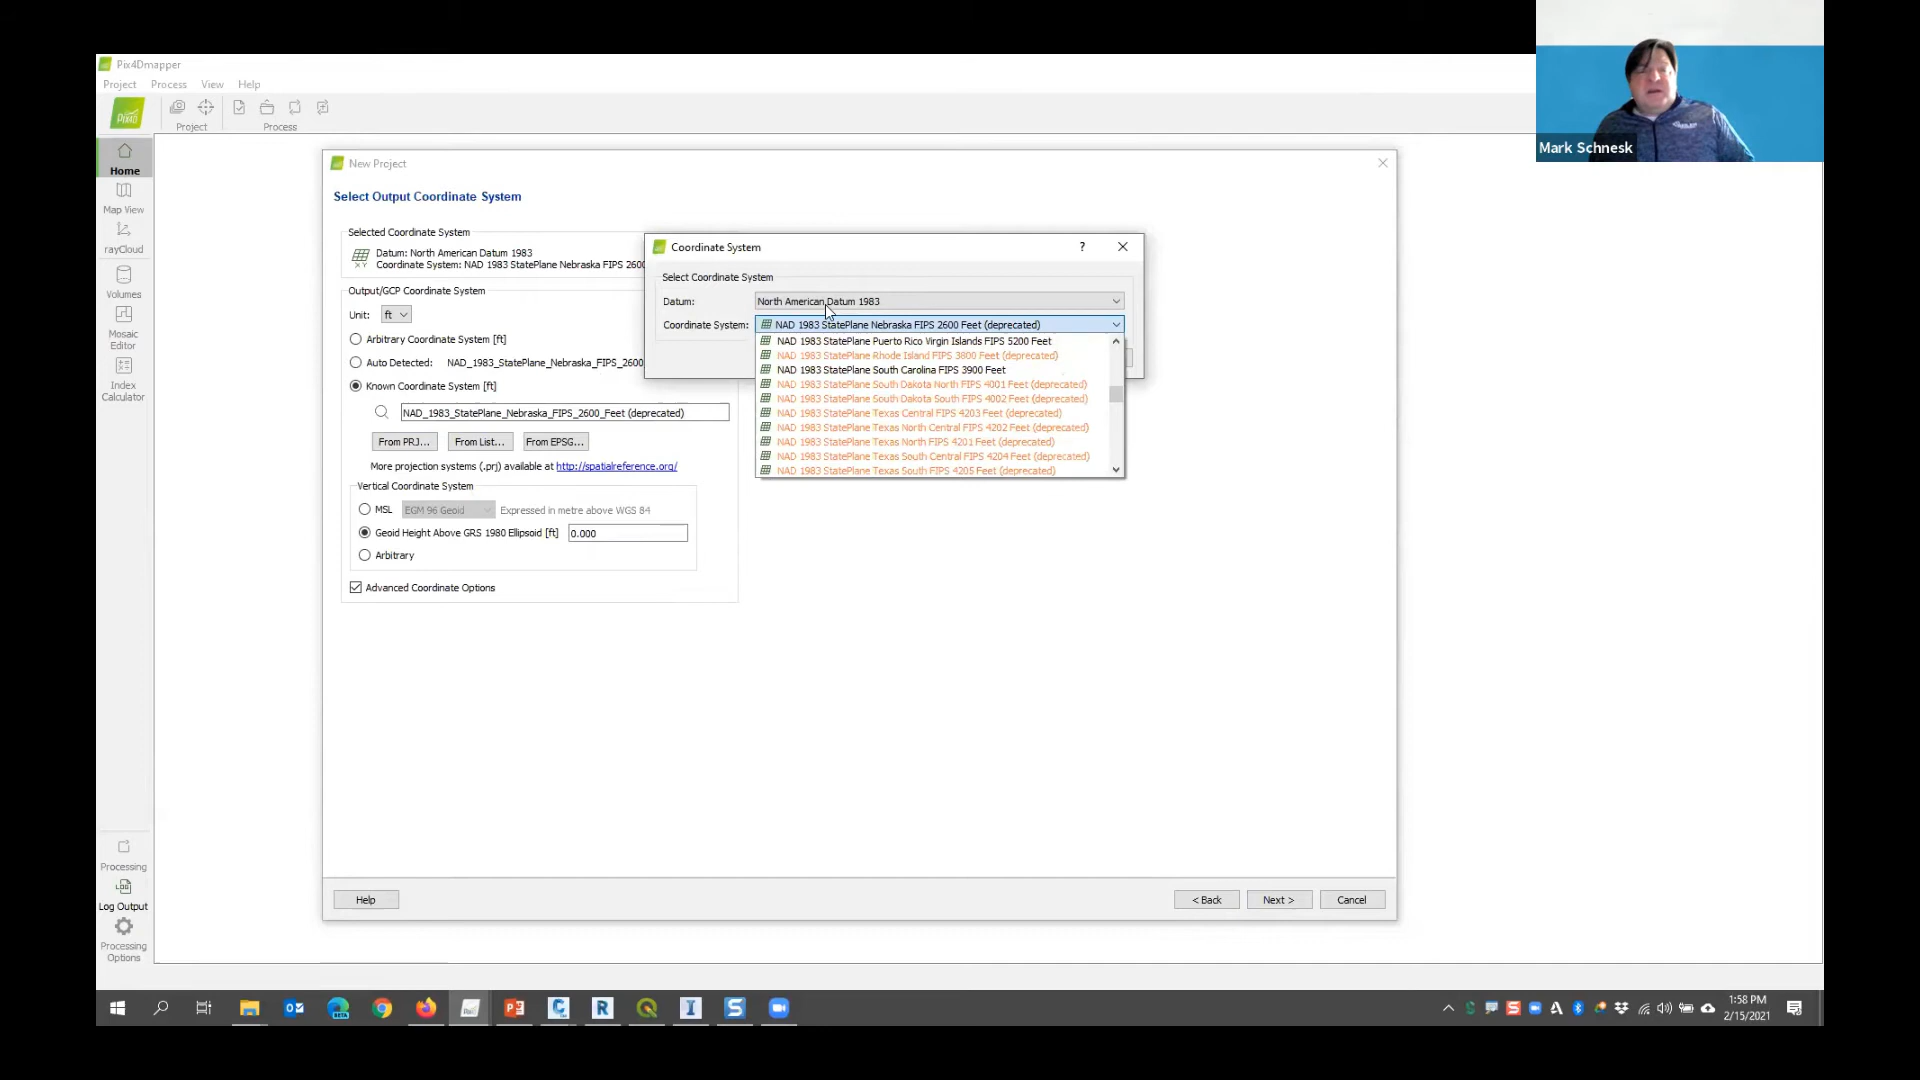 Pix4Dmapper
Project Process View Help
Project
Process
Home
Map View
rayCloud
Volumes
Mosaic
Editor
Index
Calculator
Processing
Log Output
Processing
Options
New Project
Select Output Coordinate System
Selected Coordinate System
Datum: North American Datum 1983
Coordinate System: NAD 1983 StatePlane Nebraska FIPS 2600
Output/GCP Coordinate System
Unit: ft
Arbitrary Coordinate System [ft]
Auto Detected: NAD_1983_StatePlane_Nebraska_FIPS_2600
Known Coordinate System [ft]
NAD_1983_StatePlane_Nebraska_FIPS_2600_Feet (deprecated)
From PRJ... From List... From EPSG...
More projection systems (.prj) available at http://spatialreference.org/
Vertical Coordinate System
MSL EGM 96 Geoid Expressed in metre above WGS 84
Geoid Height Above GRS 1980 Ellipsoid [ft] 0.000
Arbitrary
Advanced Coordinate Options
Help
< Back Next > Cancel
Coordinate System ?
Select Coordinate System
Datum: North American Datum 1983
Coordinate System: NAD 1983 StatePlane Nebraska FIPS 2600 Feet (deprecated)
NAD 1983 StatePlane Puerto Rico Virgin Islands FIPS 5200 Feet
NAD 1983 StatePlane Rhode Island FIPS 3800 Feet (deprecated)
NAD 1983 StatePlane South Carolina FIPS 3900 Feet
NAD 1983 StatePlane South Dakota North FIPS 4001 Feet (deprecated)
NAD 1983 StatePlane South Dakota South FIPS 4002 Feet (deprecated)
NAD 1983 StatePlane Texas Central FIPS 4203 Feet (deprecated)
NAD 1983 StatePlane Texas North Central FIPS 4202 Feet (deprecated)
NAD 1983 StatePlane Texas North FIPS 4201 Feet (deprecated)
NAD 1983 StatePlane Texas South Central FIPS 4204 Feet (deprecated)
NAD 1983 StatePlane Texas South FIPS 4205 Feet (deprecated)
Mark Schnesk
1:58 PM
2/15/2021